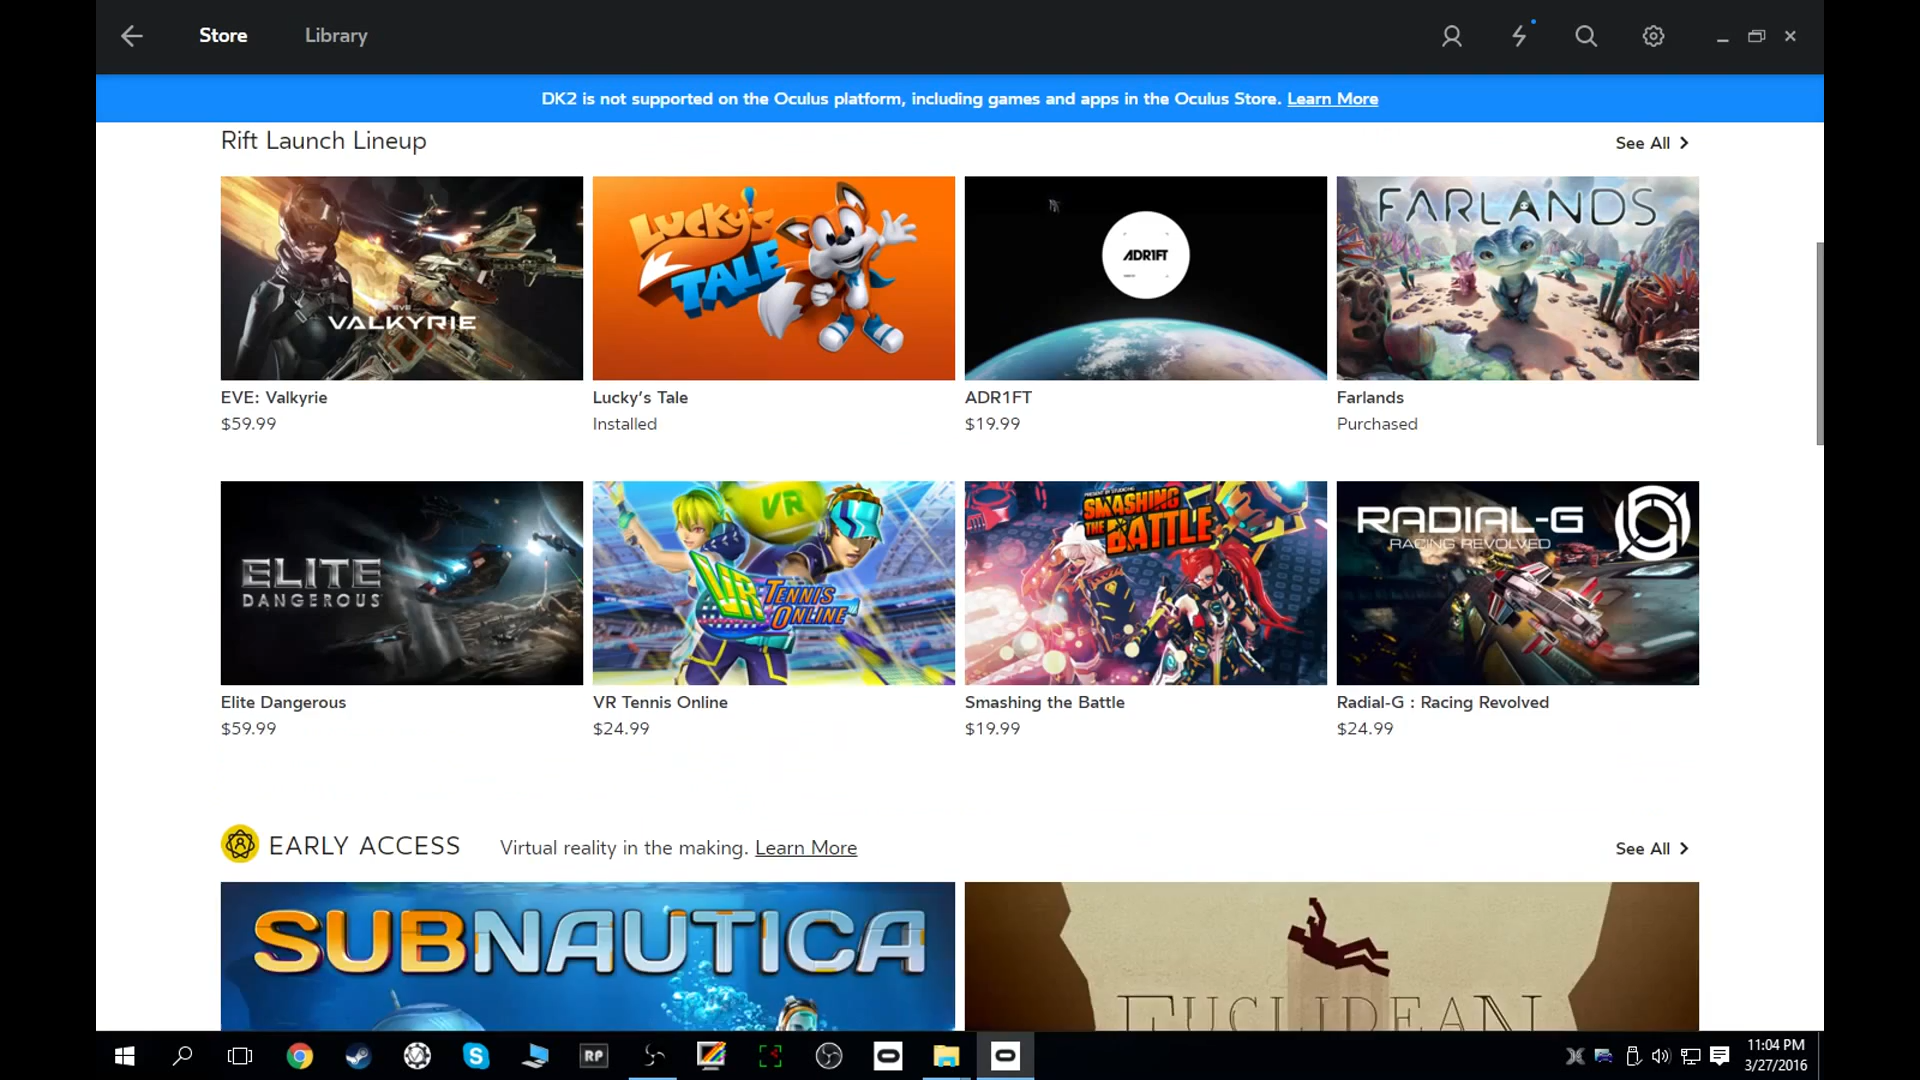 Store Library
DK2 is not supported on the Oculus platform, including games and apps in the Oculus Store. Learn More
Rift Launch Lineup
See All
EVE
VALKYRIE
LUCKY'S
TALE
ADR1FT
FARLANDS
EVE: Valkyrie
$59.99
Lucky's Tale
Installed
ADR1FT
$19.99
Farlands
Purchased
ELITE
DANGEROUS
VR
VR TENNIS
ONLINE
SMASHING
THE BATTLE
RADIAL-G
RACING REVOLVED
Elite Dangerous
$59.99
VR Tennis Online
$24.99
Smashing the Battle
$19.99
Radial-G : Racing Revolved
$24.99
EARLY ACCESS
Virtual reality in the making. Learn More
See All
SUBNAUTICA
EUCLIDEAN
RP
11:04 PM
3/27/2016